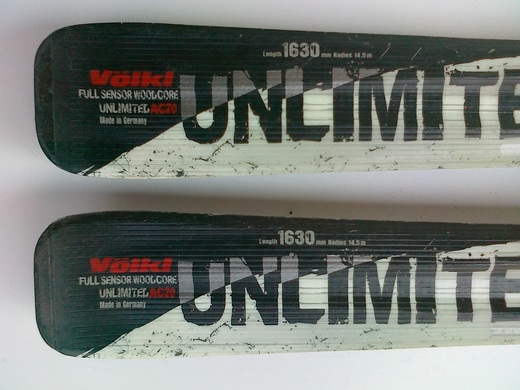 Length 1630 mm Radius 14.5 m
Völkl
FULL SENSOR WOODCORE
UNLIMITED AC20
Made in Germany
UNLIMITE
Length 1630 mm Radius 14.5 m
Völkl
FULL SENSOR WOODCORE
UNLIMITED AC20
Made in Germany
UNLIMITE